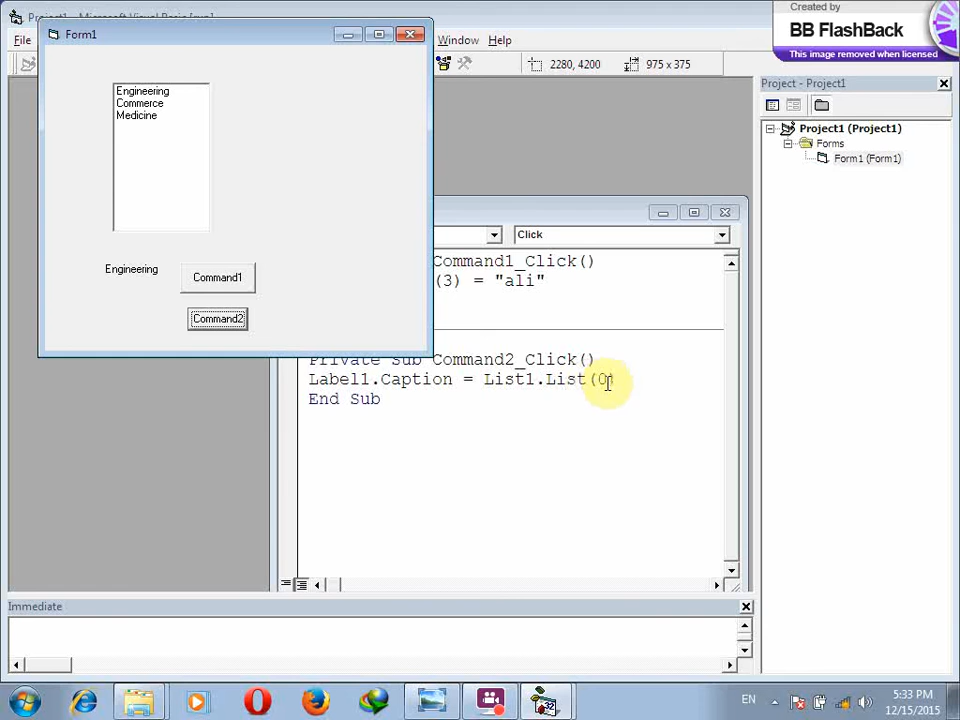 Project1 - Microsoft Visual Basic [run]
Created by
BB FlashBack
This image removed when licensed
Form1
File
Window
Help
2280, 4200
975 x 375
Engineering
Commerce
Medicine
Engineering
Command1
Command2
Project - Project1
Project1 (Project1)
Forms
Form1 (Form1)
Click
Command1_Click()
(3) = "ali"
Private Sub Command2_Click()
Label1.Caption = List1.List(0)
End Sub
Immediate
32
EN
5:33 PM
12/15/2015